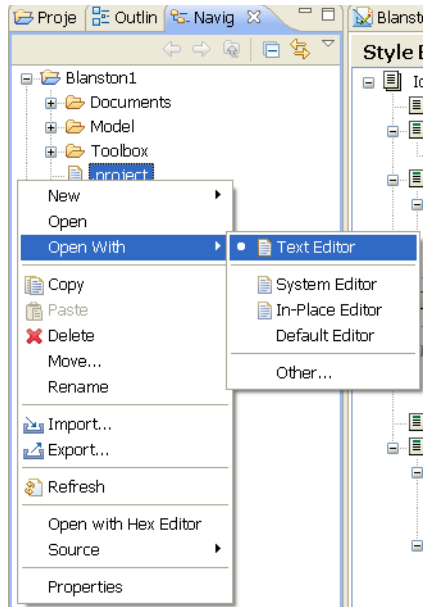 Proje Outlin Navig Blanst
Style E
Blanston1
Documents
Model
Toolbox
.project
New
Open
Open With
Text Editor
Copy
System Editor
Paste
In-Place Editor
Delete
Default Editor
Move...
Rename
Other...
Import...
Export...
Refresh
Open with Hex Editor
Source
Properties